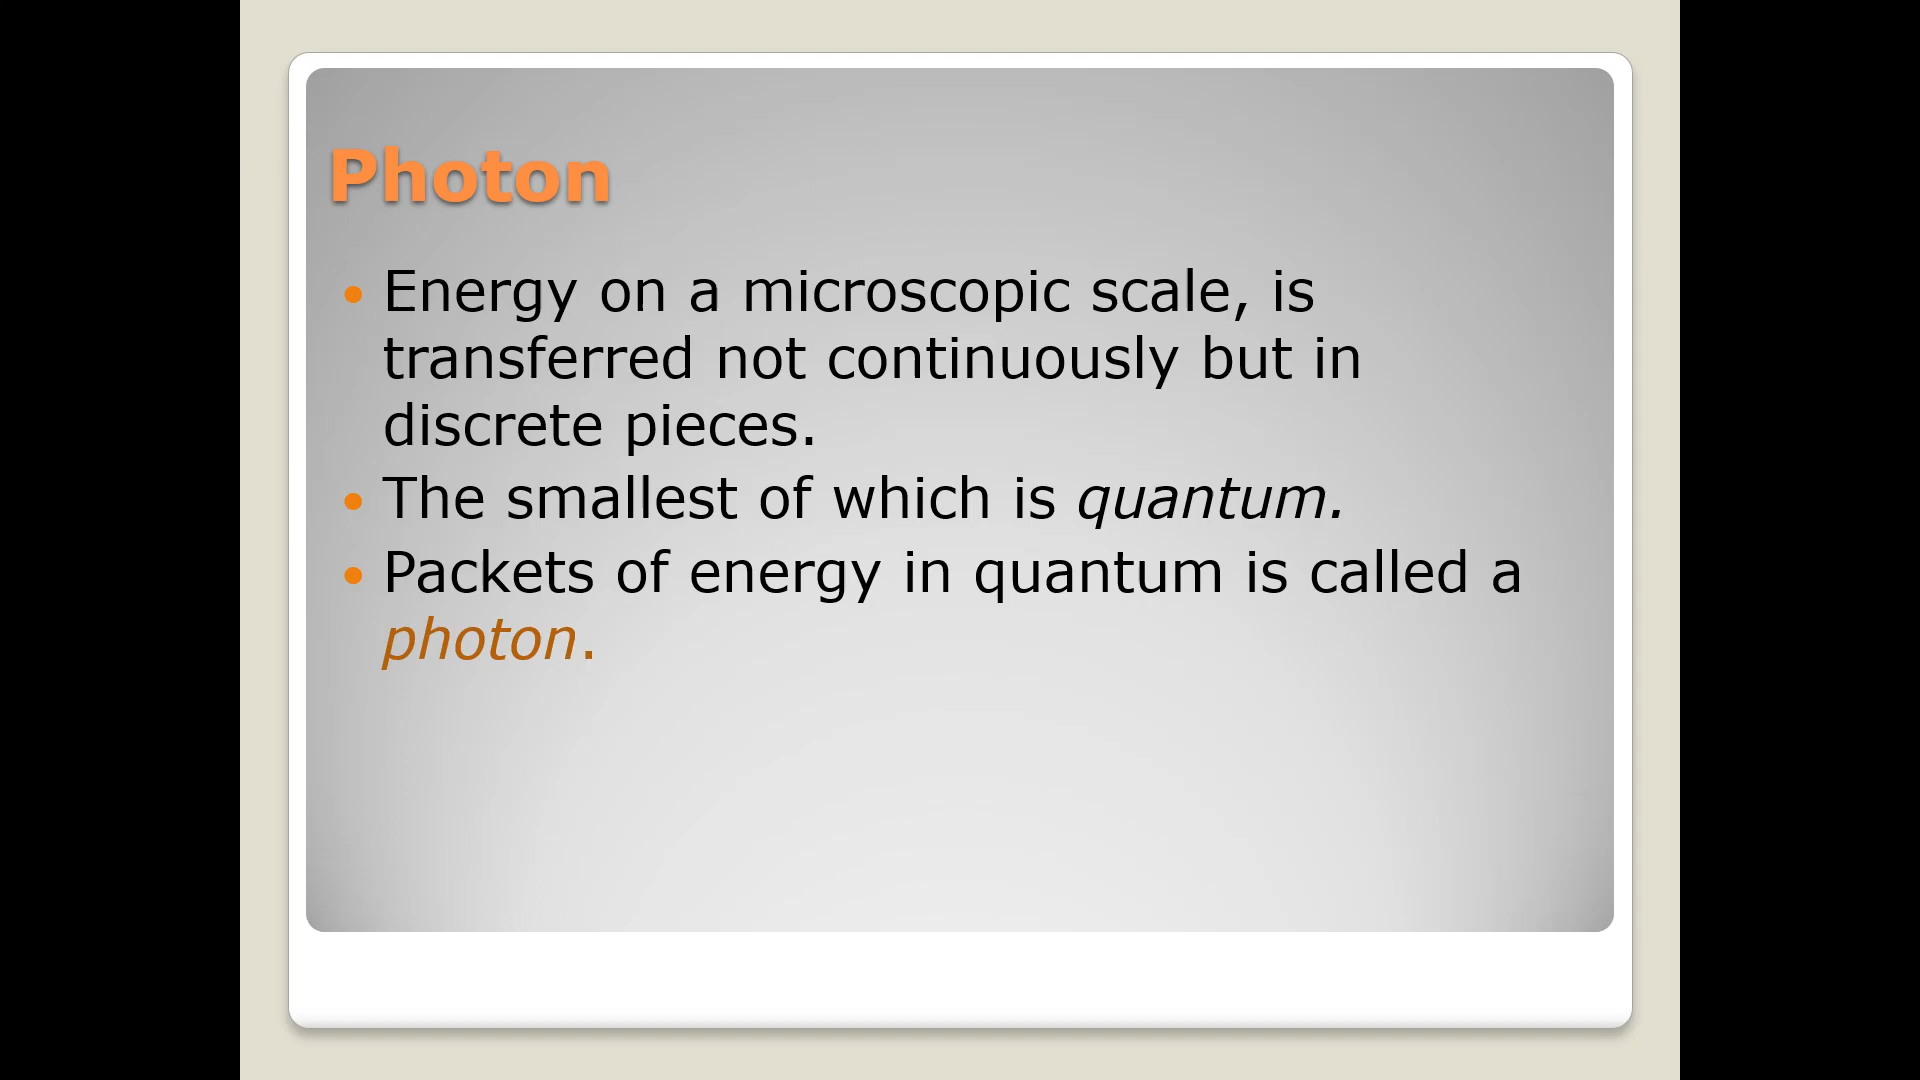 Photon
• Energy on a microscopic scale, is
transferred not continuously but in
discrete pieces.
• The smallest of which is quantum.
• Packets of energy in quantum is called a
photon.